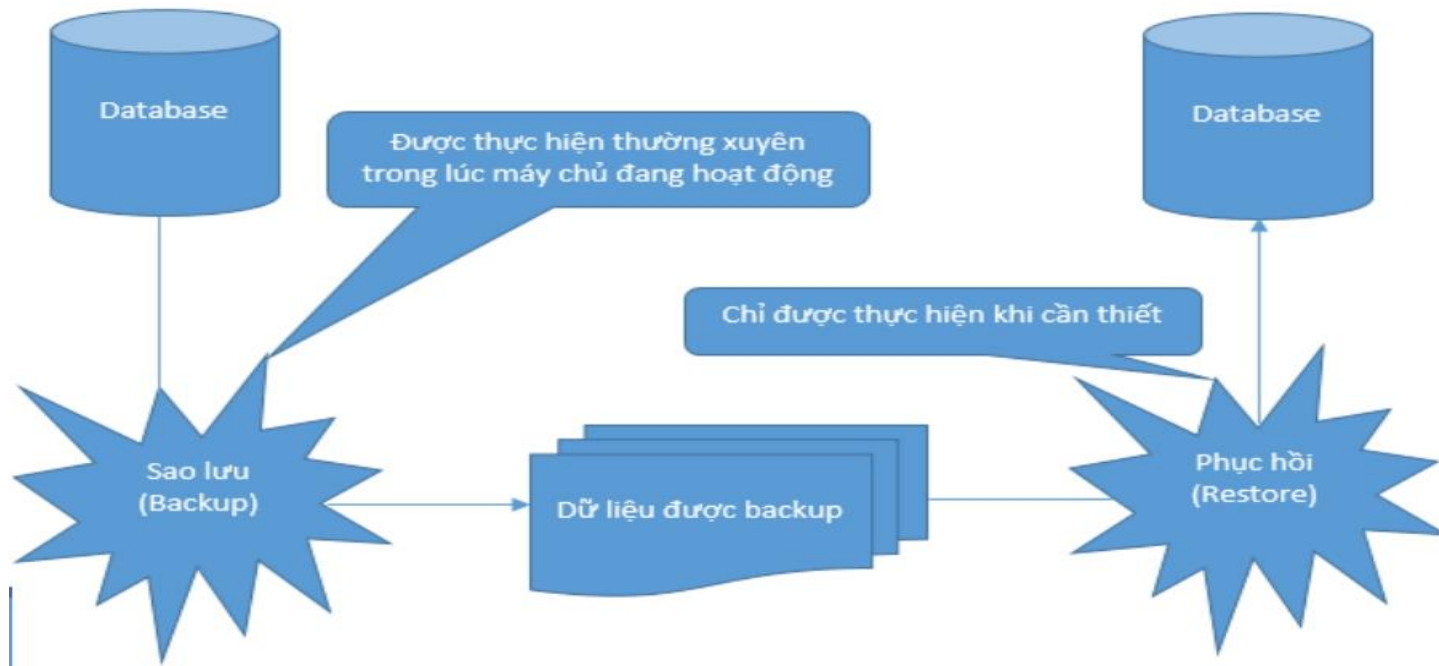 Database
Database
Được thực hiện thường xuyên
trong lúc máy chủ đang hoạt động
Chỉ được thực hiện khi cần thiết
Sao lưu
(Backup)
Dữ liệu được backup
Phục hồi
(Restore)